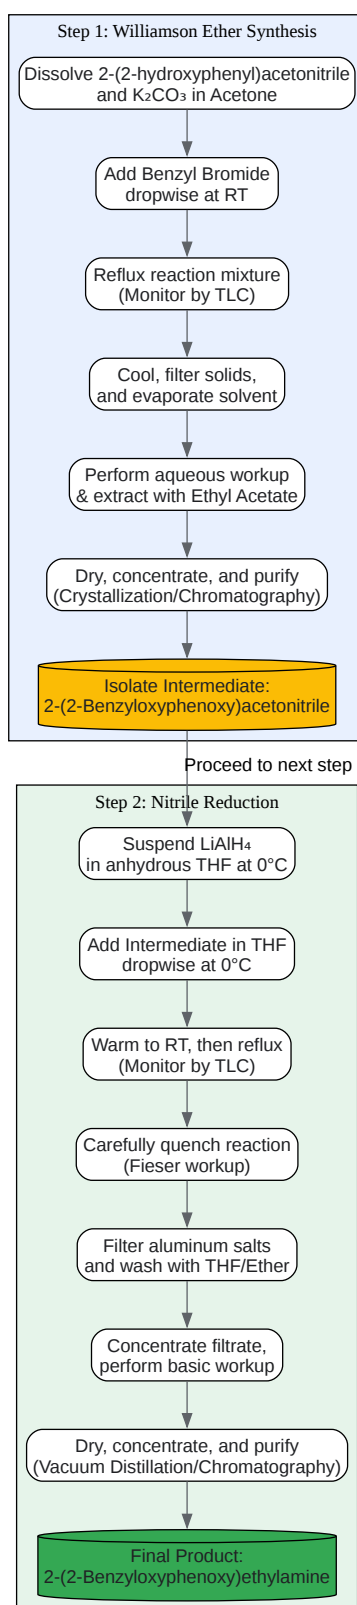 Step 1: Williamson Ether Synthesis
Dissolve 2-(2-hydroxyphenyl)acetonitrile
and K₂CO₃ in Acetone
Add Benzyl Bromide
dropwise at RT
Reflux reaction mixture
(Monitor by TLC)
Cool, filter solids,
and evaporate solvent
Perform aqueous workup
& extract with Ethyl Acetate
Dry, concentrate, and purify
(Crystallization/Chromatography)
Isolate Intermediate:
2-(2-Benzyloxyphenoxy)acetonitrile
Proceed to next step
Step 2: Nitrile Reduction
Suspend LiAlH₄
in anhydrous THF at 0°C
Add Intermediate in THF
dropwise at 0°C
Warm to RT, then reflux
(Monitor by TLC)
Carefully quench reaction
(Fieser workup)
Filter aluminum salts
and wash with THF/Ether
Concentrate filtrate,
perform basic workup
Dry, concentrate, and purify
(Vacuum Distillation/Chromatography)
Final Product:
2-(2-Benzyloxyphenoxy)ethylamine